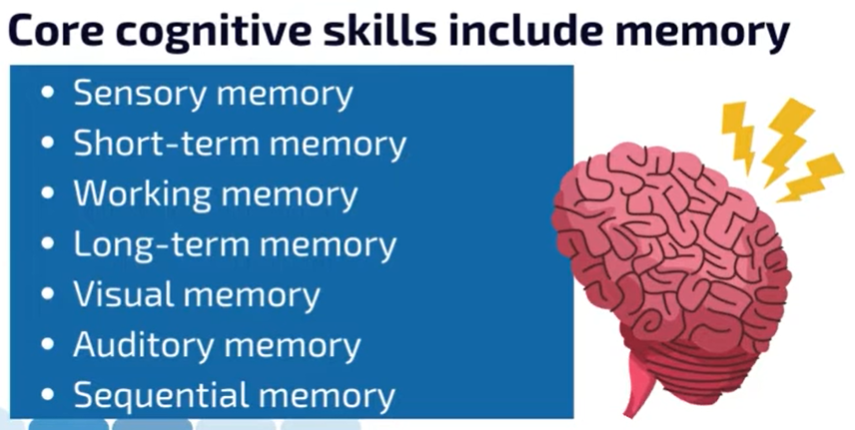 Core cognitive skills include memory
• Sensory memory
• Short-term memory
• Working memory
• Long-term memory
• Visual memory
• Auditory memory
• Sequential memory